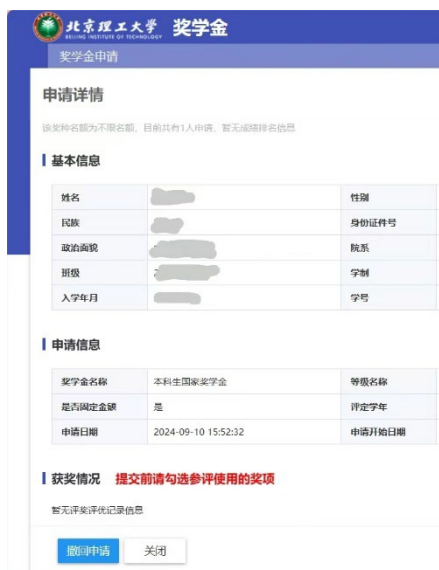 北京理工大学 奖学金
BEIJING INSTITUTE OF TECHNOLOGY
奖学金申请
申请详情
该奖种名额为不限名额，目前共有1人申请，暂无成绩排名信息
基本信息
姓名 性别
民族 身份证件号
政治面貌 院系
班级 学制
入学年月 学号
申请信息
奖学金名称 本科生国家奖学金 等级名称
是否固定金额 是 评定学年
申请日期 2024-09-10 15:52:32 申请开始日期
获奖情况 提交前请勾选参评使用的奖项
暂无评奖评优记录信息
撤回申请 关闭